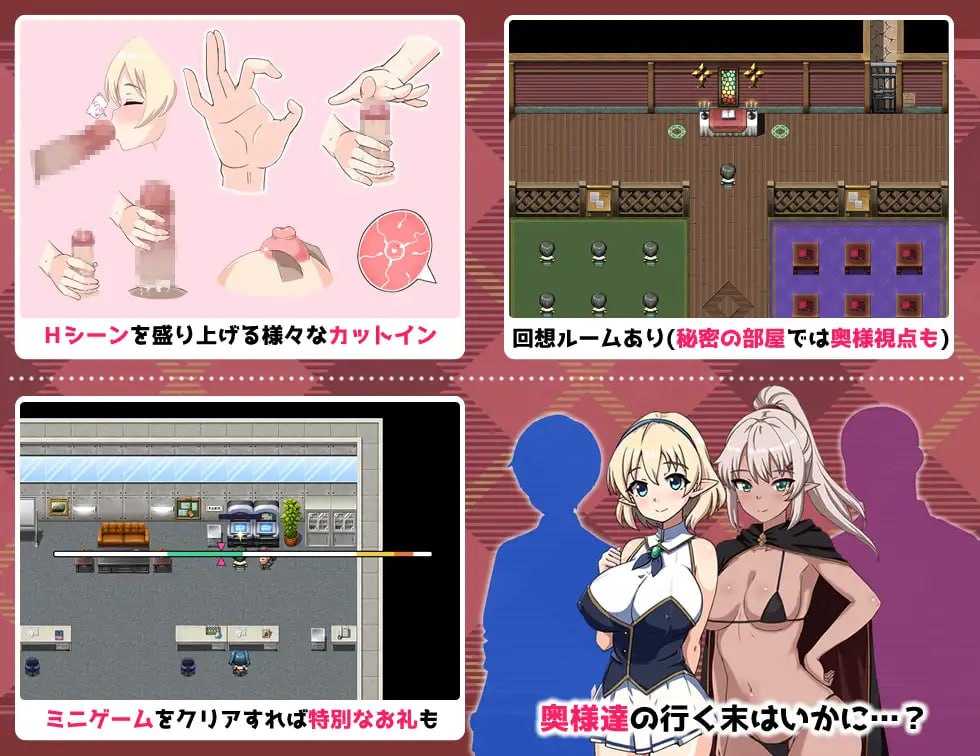 Hシーンを盛り上げる様々なカットイン
回想ルームあり(秘密の部屋では奥様視点も)
ミニゲームをクリアすれば特別なお礼も
奥様達の行く末はいかに…？